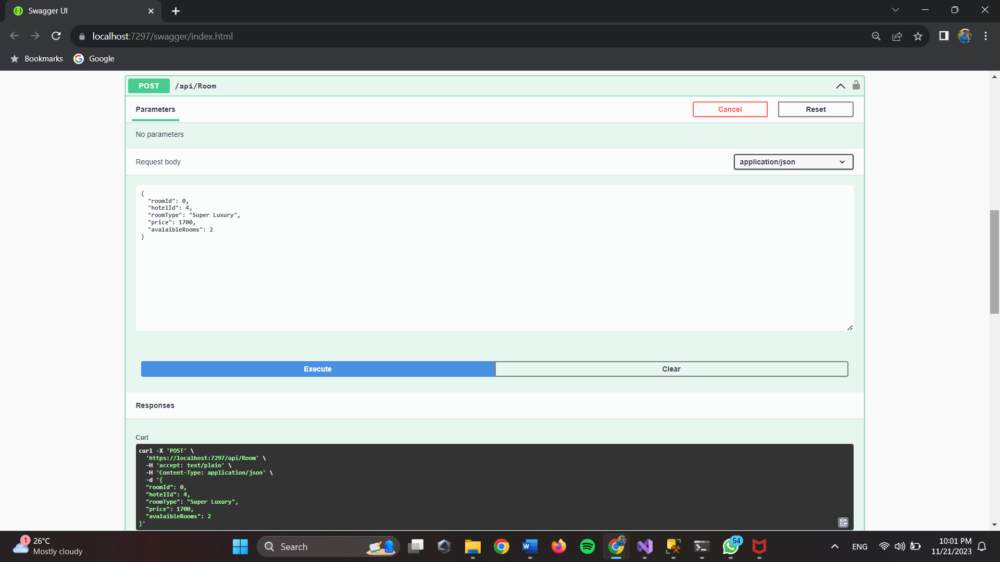 Swagger UI
localhost:7297/swagger/index.html
Bookmarks Google
POST /api/Room
Parameters Cancel Reset
No parameters
Request body application/json
{
"roomId": 0,
"hotelId": 4,
"roomType": "Super Luxury",
"price": 1700,
"avalaibleRooms": 2
}
Execute Clear
Responses
Curl
curl -X 'POST' \
'https://localhost:7297/api/Room' \
-H 'accept: text/plain' \
-H 'Content-Type: application/json' \
-d '{
"roomId": 0,
"hotelId": 4,
"roomType": "Super Luxury",
"price": 1700,
"avalaibleRooms": 2
}'
1 26°C
Mostly cloudy
Search
54
ENG
10:01 PM
11/21/2023